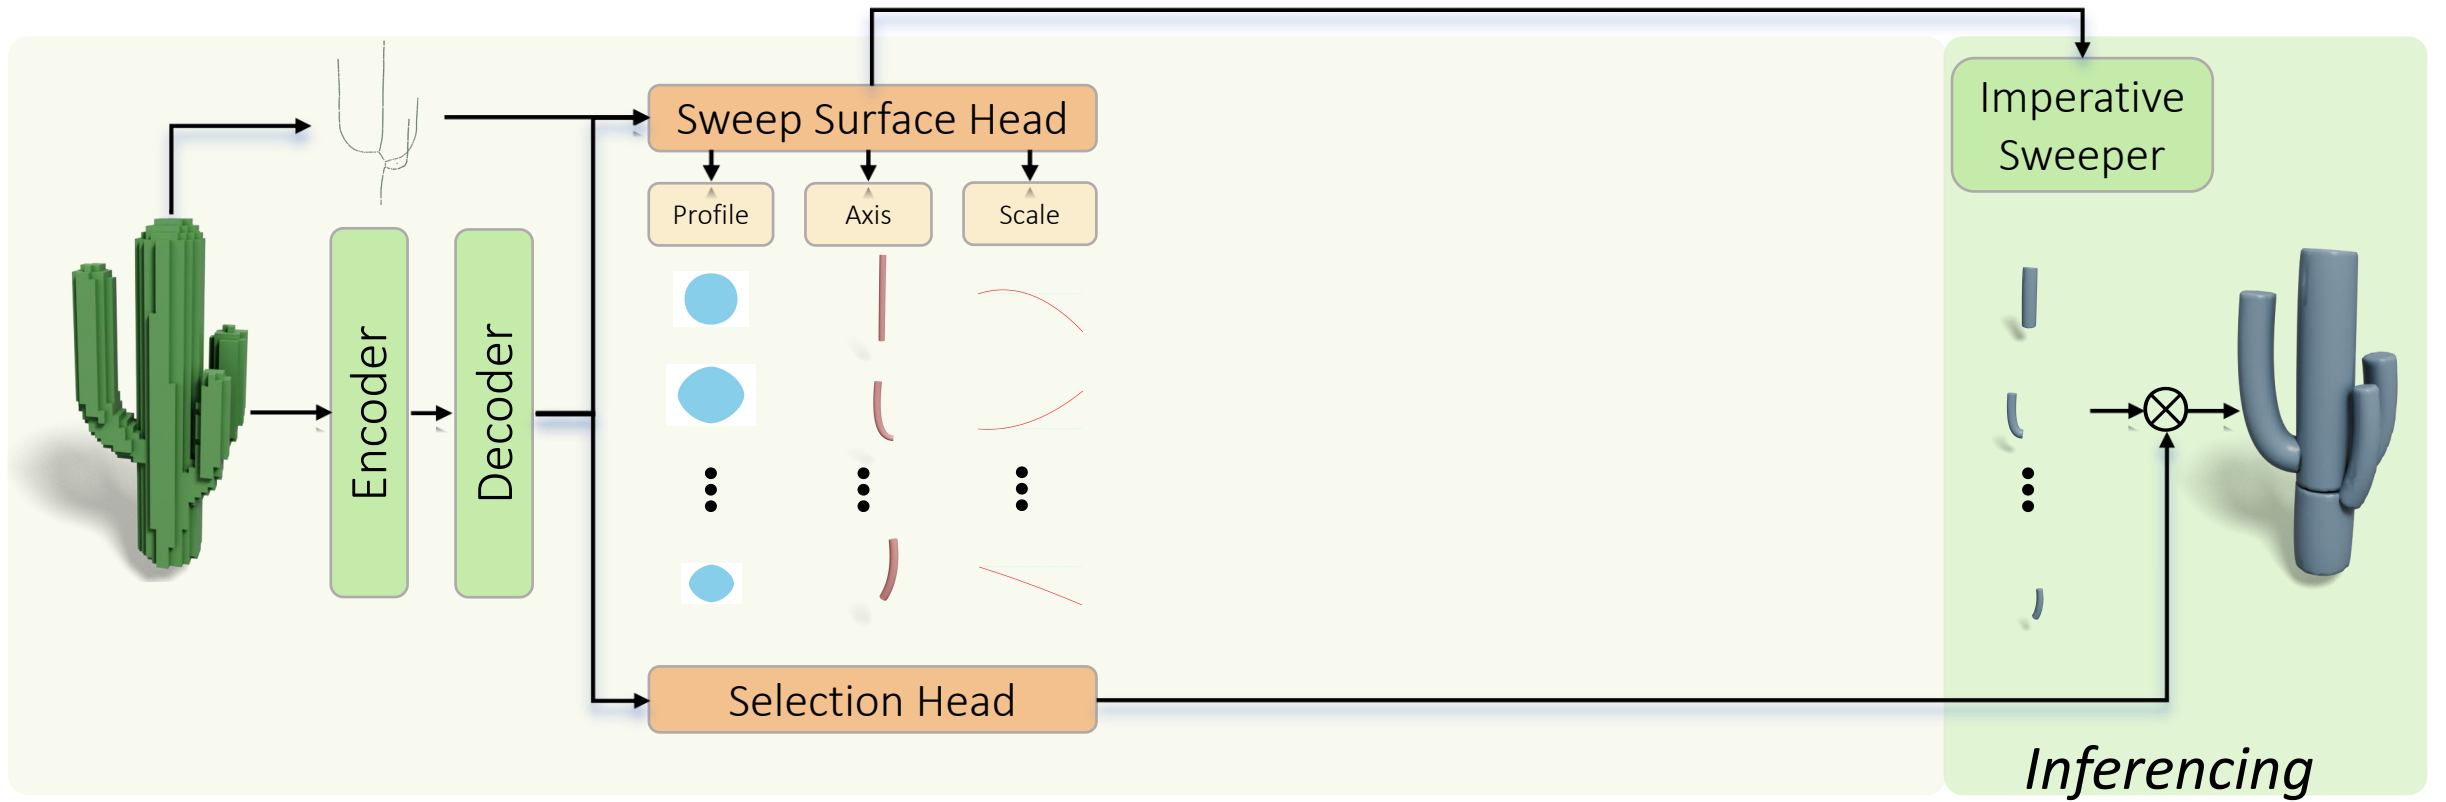 Sweep Surface Head
Imperative
Sweeper
Profile
Axis
Scale
Encoder
Decoder
Selection Head
Inferencing